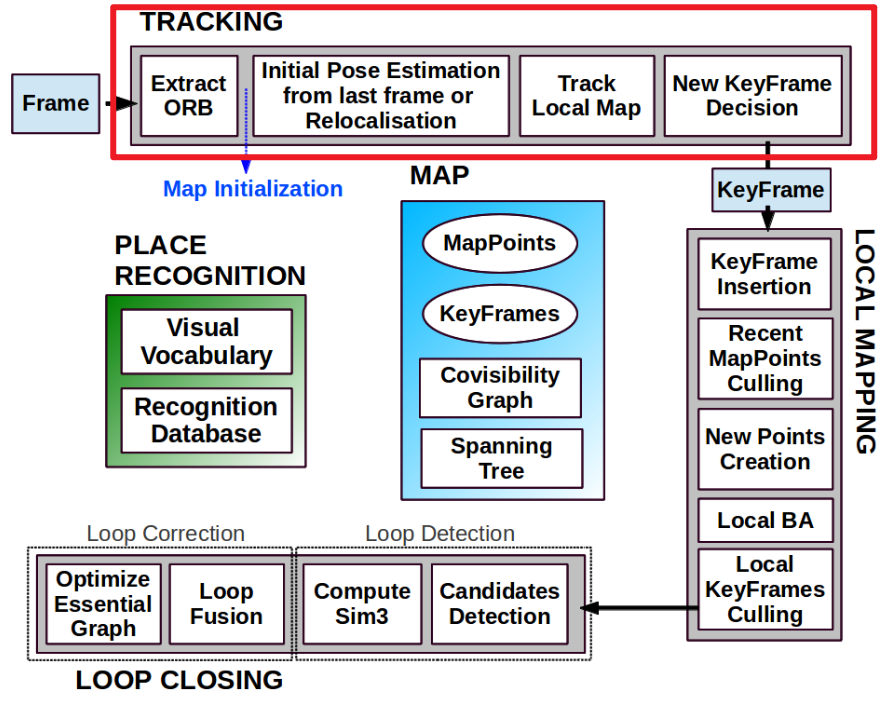 TRACKING
Frame
Extract
ORB
Initial Pose Estimation
from last frame or
Relocalisation
Track
Local Map
New KeyFrame
Decision
Map Initialization
MAP
KeyFrame
PLACE
RECOGNITION
Visual
Vocabulary
Recognition
Database
MapPoints
KeyFrames
Covisibility
Graph
Spanning
Tree
LOCAL MAPPING
KeyFrame
Insertion
Recent
MapPoints
Culling
New Points
Creation
Local BA
Local
KeyFrames
Culling
Loop Correction
Loop Detection
Optimize
Essential
Graph
Loop
Fusion
Compute
Sim3
Candidates
Detection
LOOP CLOSING